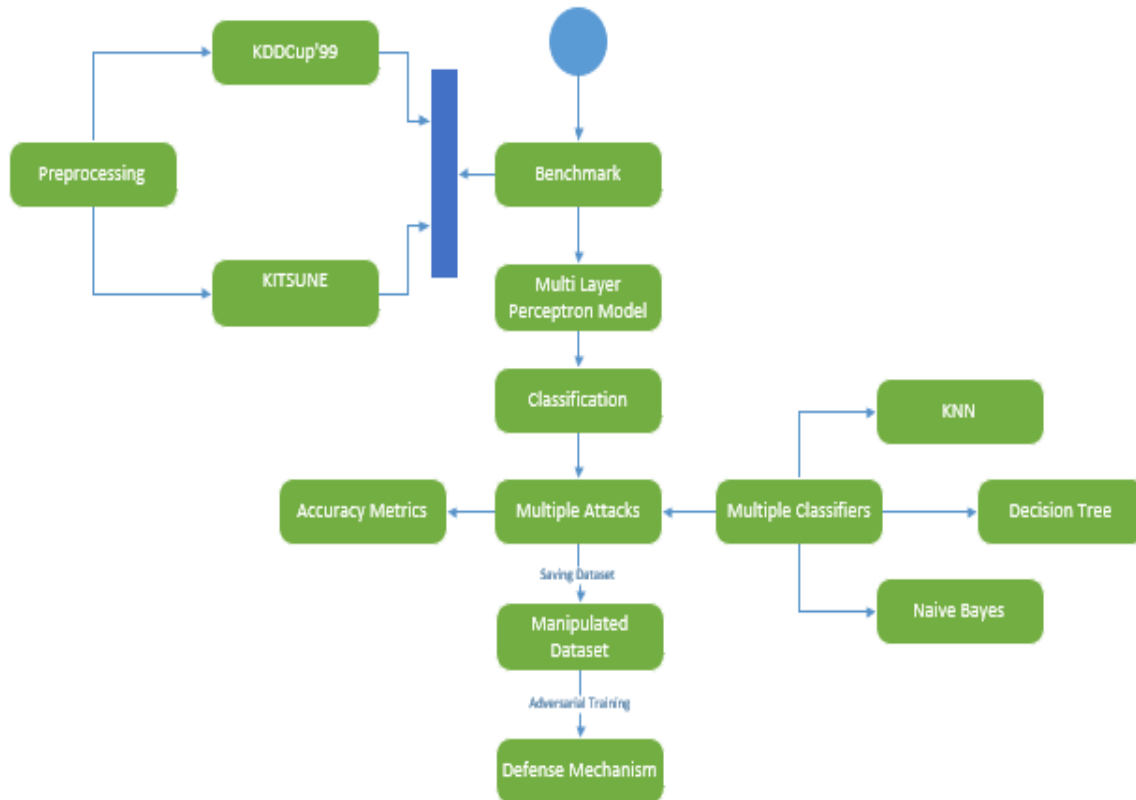 KDDCup'99
Preprocessing
Benchmark
KITSUNE
Multi Layer
Perceptron Model
Classification
KNN
Accuracy Metrics
Multiple Attacks
Multiple Classifiers
Decision Tree
Saving Dataset
Naive Bayes
Manipulated
Dataset
Adversarial Training
Defense Mechanism